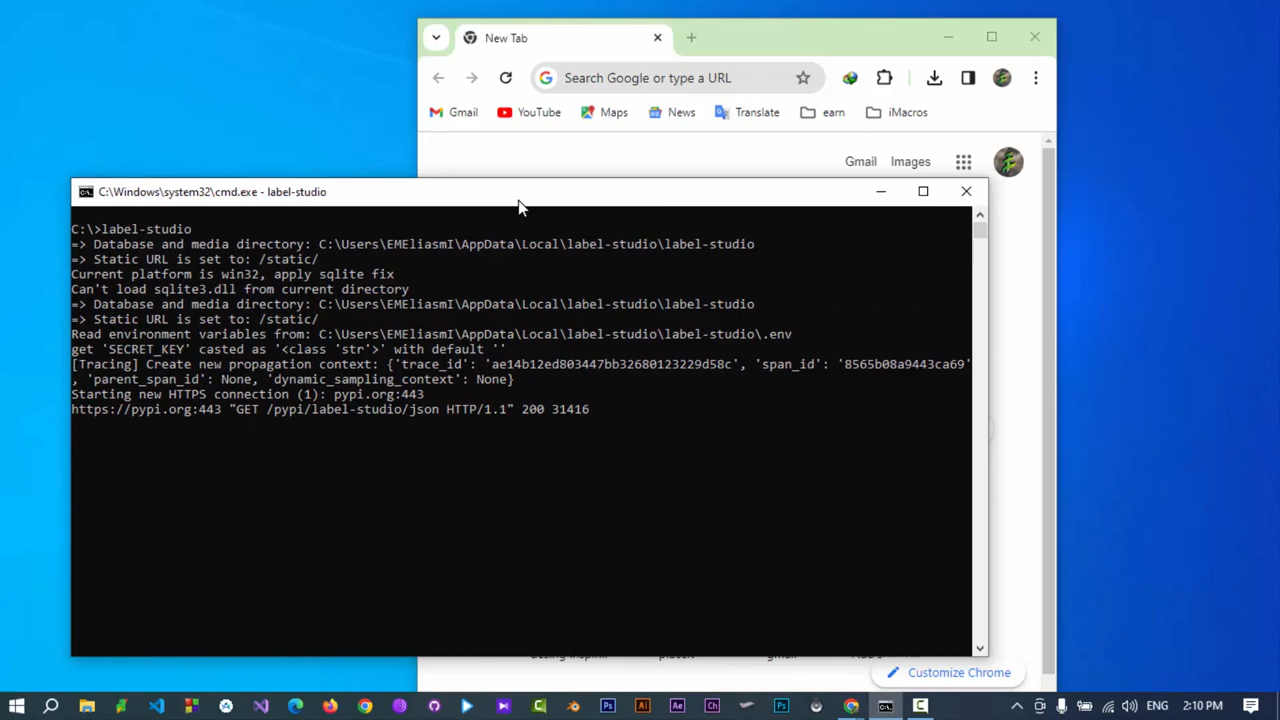 New Tab
Search Google or type a URL
Gmail YouTube Maps News Translate earn iMacros
Gmail Images
C:\Windows\system32\cmd.exe - label-studio
C:\>label-studio
=> Database and media directory: C:\Users\EMEliasmI\AppData\Local\label-studio\label-studio
=> Static URL is set to: /static/
Current platform is win32, apply sqlite fix
Can't load sqlite3.dll from current directory
=> Database and media directory: C:\Users\EMEliasmI\AppData\Local\label-studio\label-studio
=> Static URL is set to: /static/
Read environment variables from: C:\Users\EMEliasmI\AppData\Local\label-studio\label-studio\.env
get 'SECRET_KEY' casted as '<class 'str'>' with default ''
[Tracing] Create new propagation context: {'trace_id': 'ae14b12ed803447bb32680123229d58c', 'span_id': '8565b08a9443ca69'
, 'parent_span_id': None, 'dynamic_sampling_context': None}
Starting new HTTPS connection (1): pypi.org:443
https://pypi.org:443 "GET /pypi/label-studio/json HTTP/1.1" 200 31416
Customize Chrome
ENG 2:10 PM